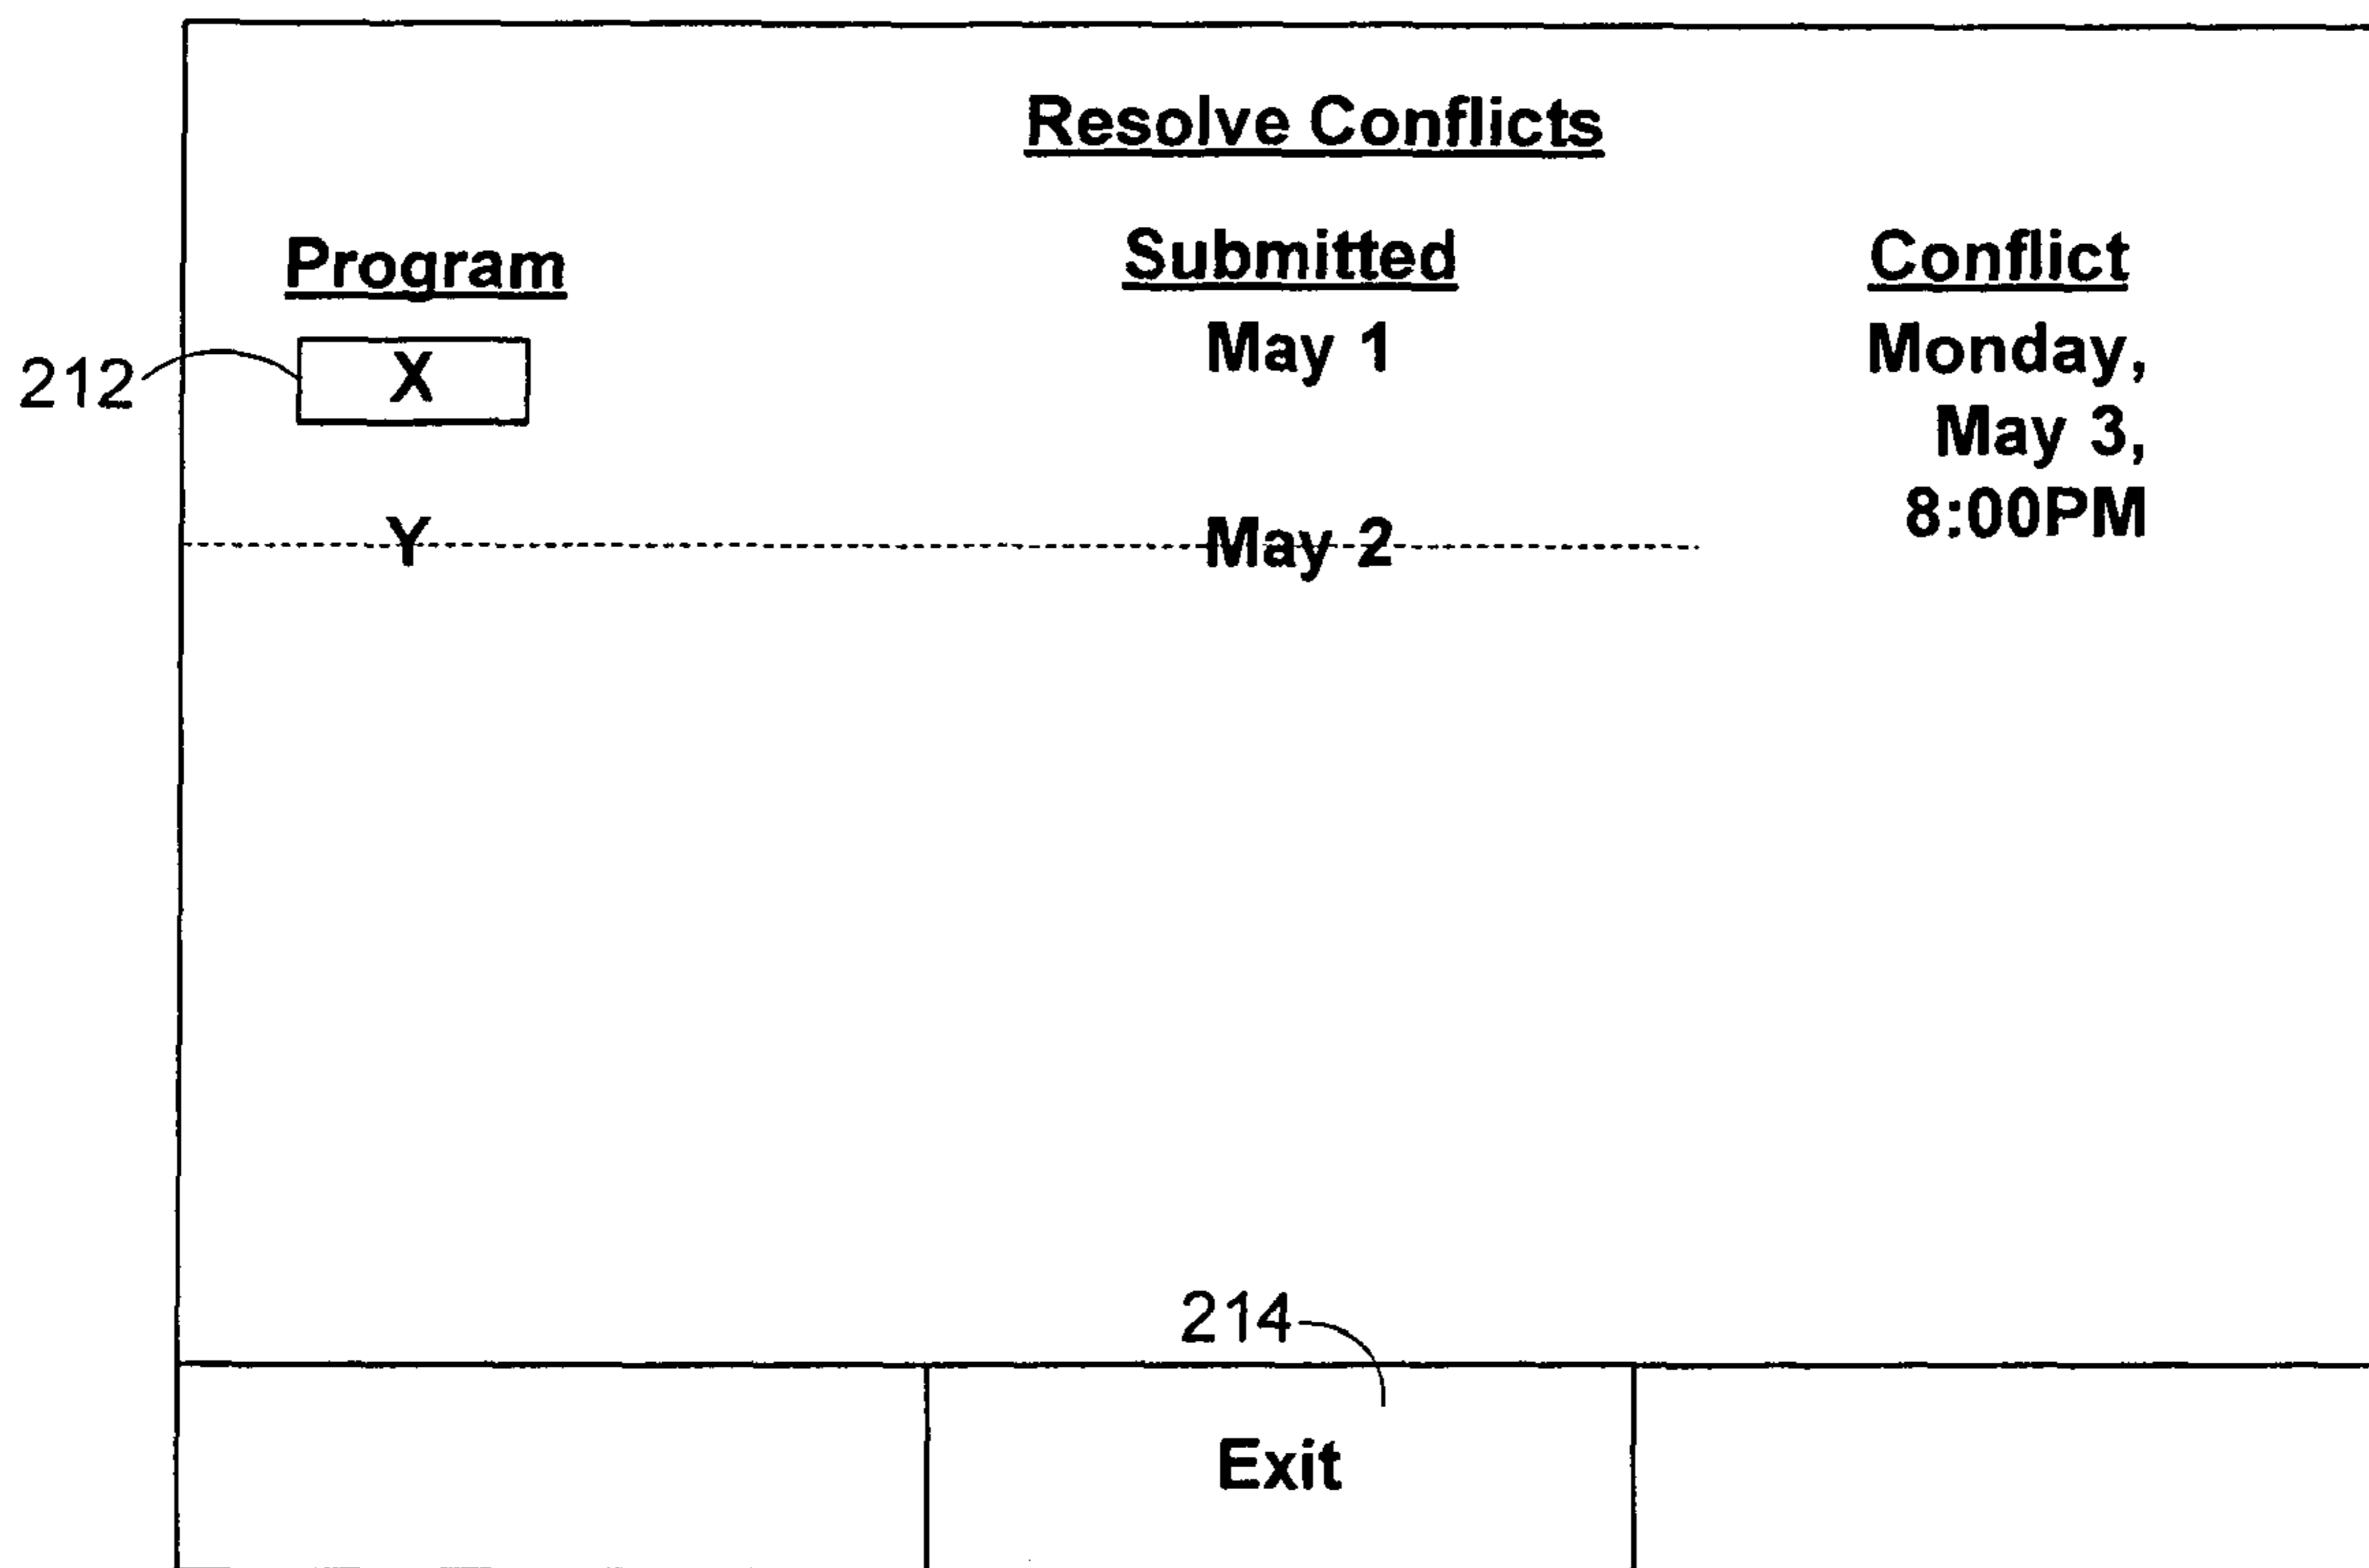 Resolve Conflicts
Program Submitted Conflict
212 X May 1 Monday,
May 3,
8:00PM
Y May 2
214
Exit